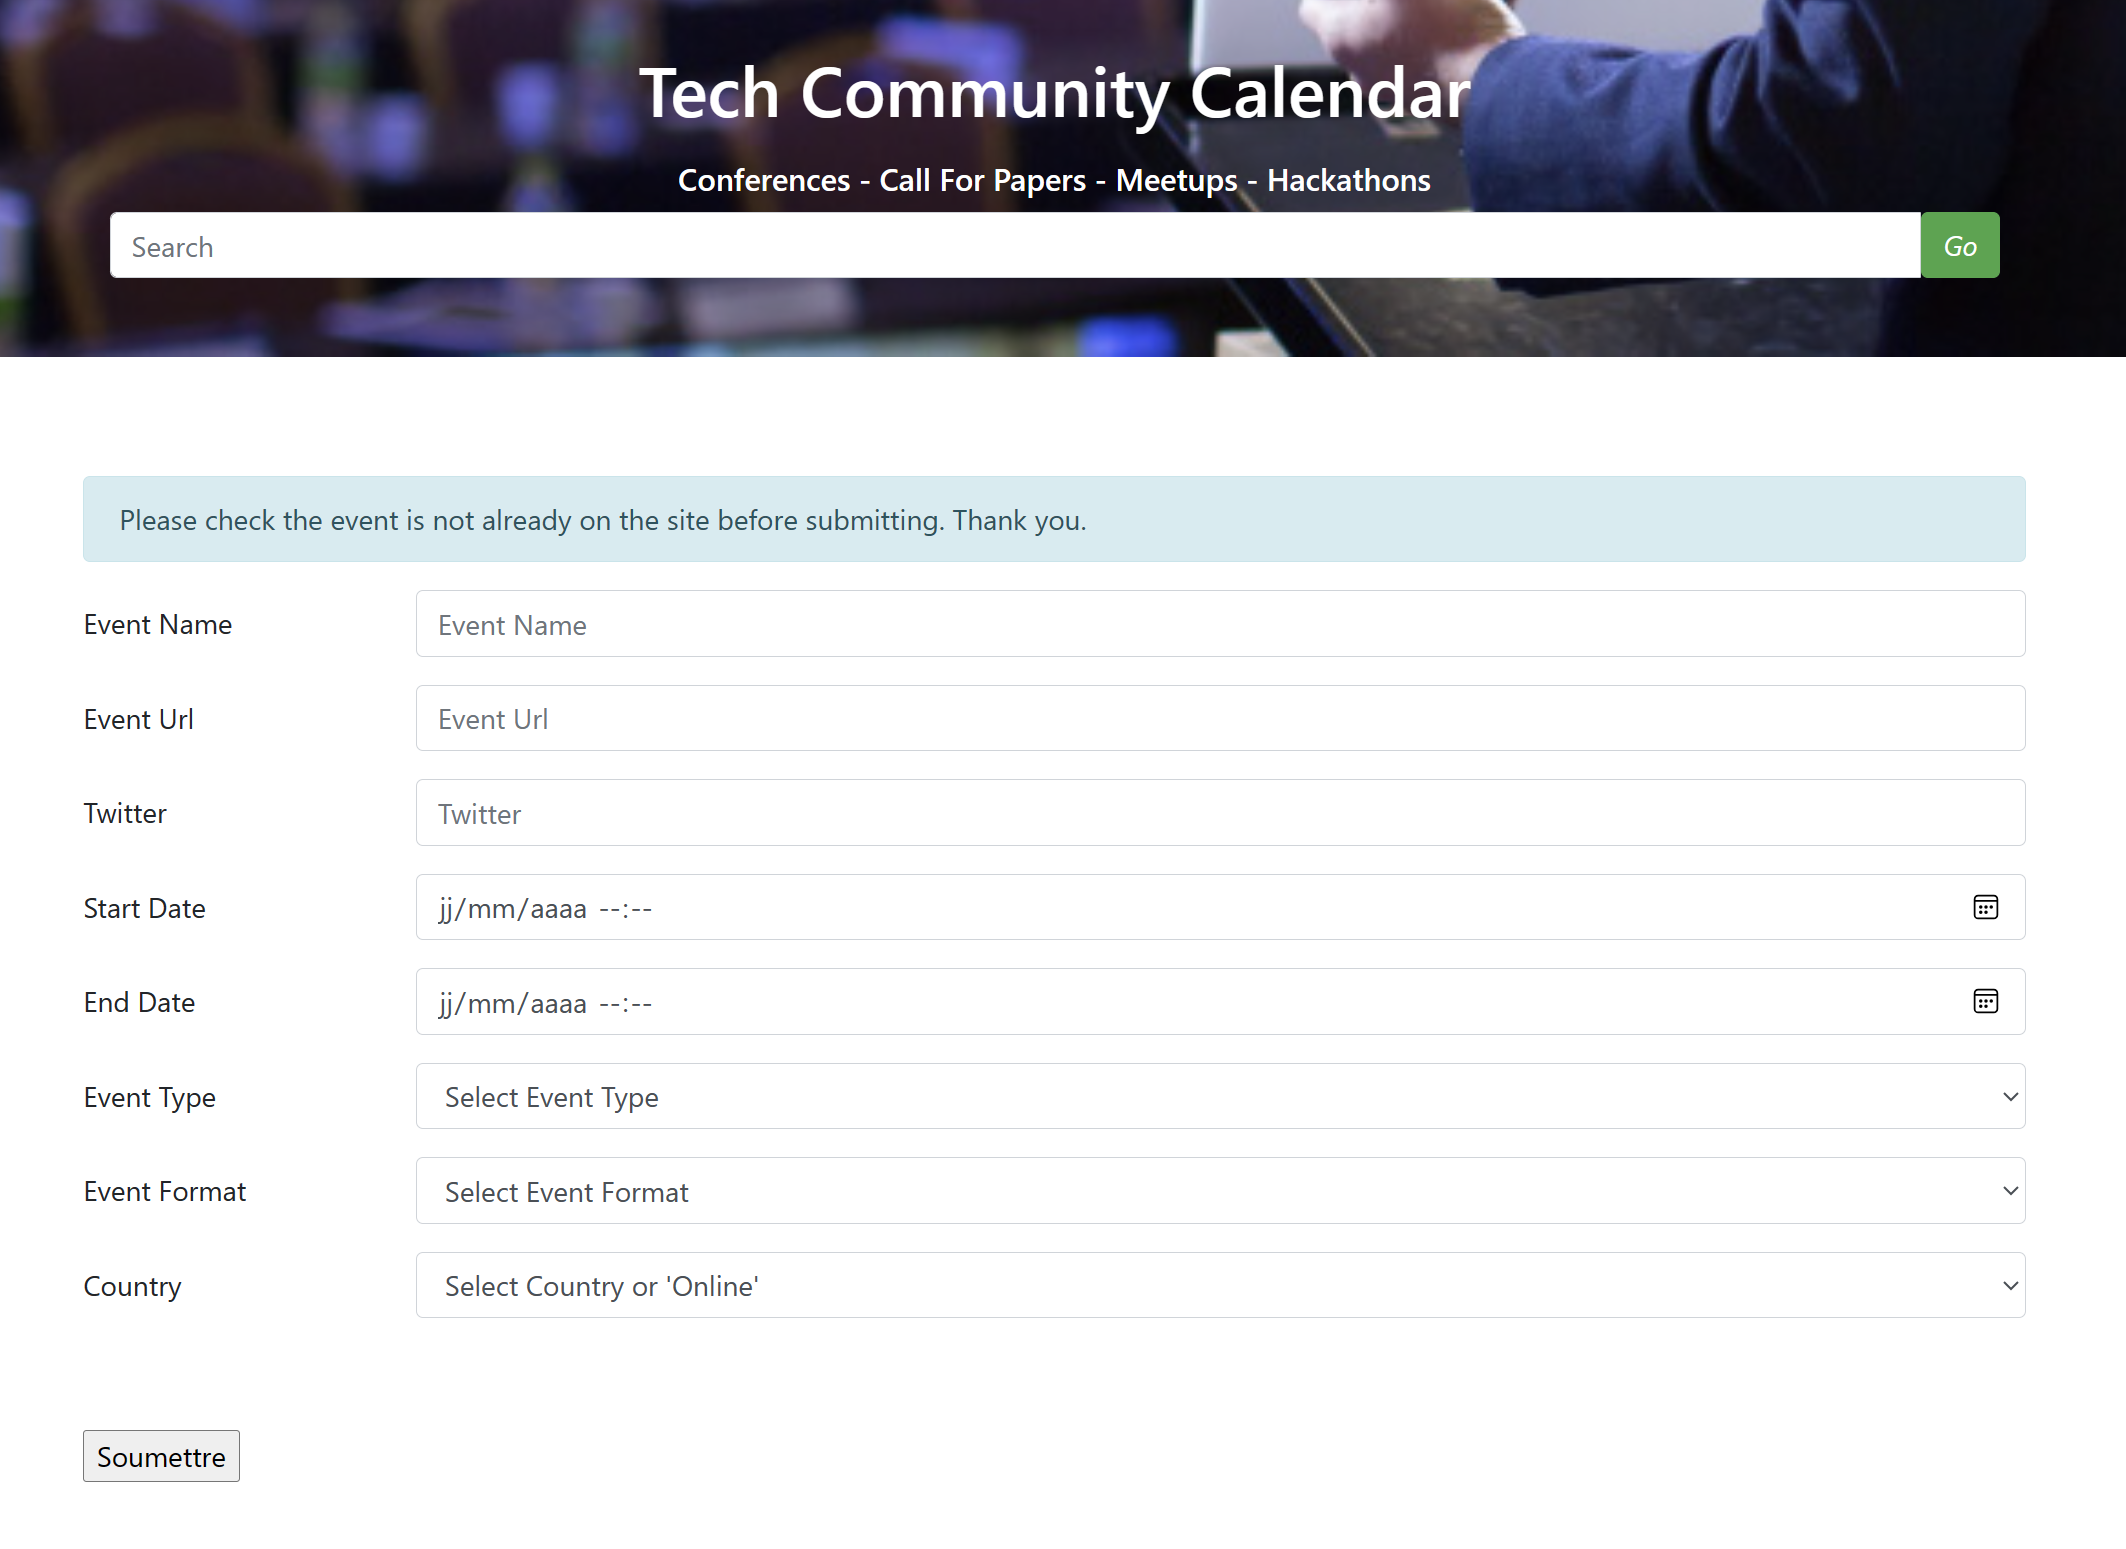 Tech Community Calendar
Conferences - Call For Papers - Meetups - Hackathons
Search Go
Please check the event is not already on the site before submitting. Thank you.
Event Name Event Name
Event Url Event Url
Twitter Twitter
Start Date jj/mm/aaaa --:--
End Date jj/mm/aaaa --:--
Event Type Select Event Type
Event Format Select Event Format
Country Select Country or 'Online'
Soumettre